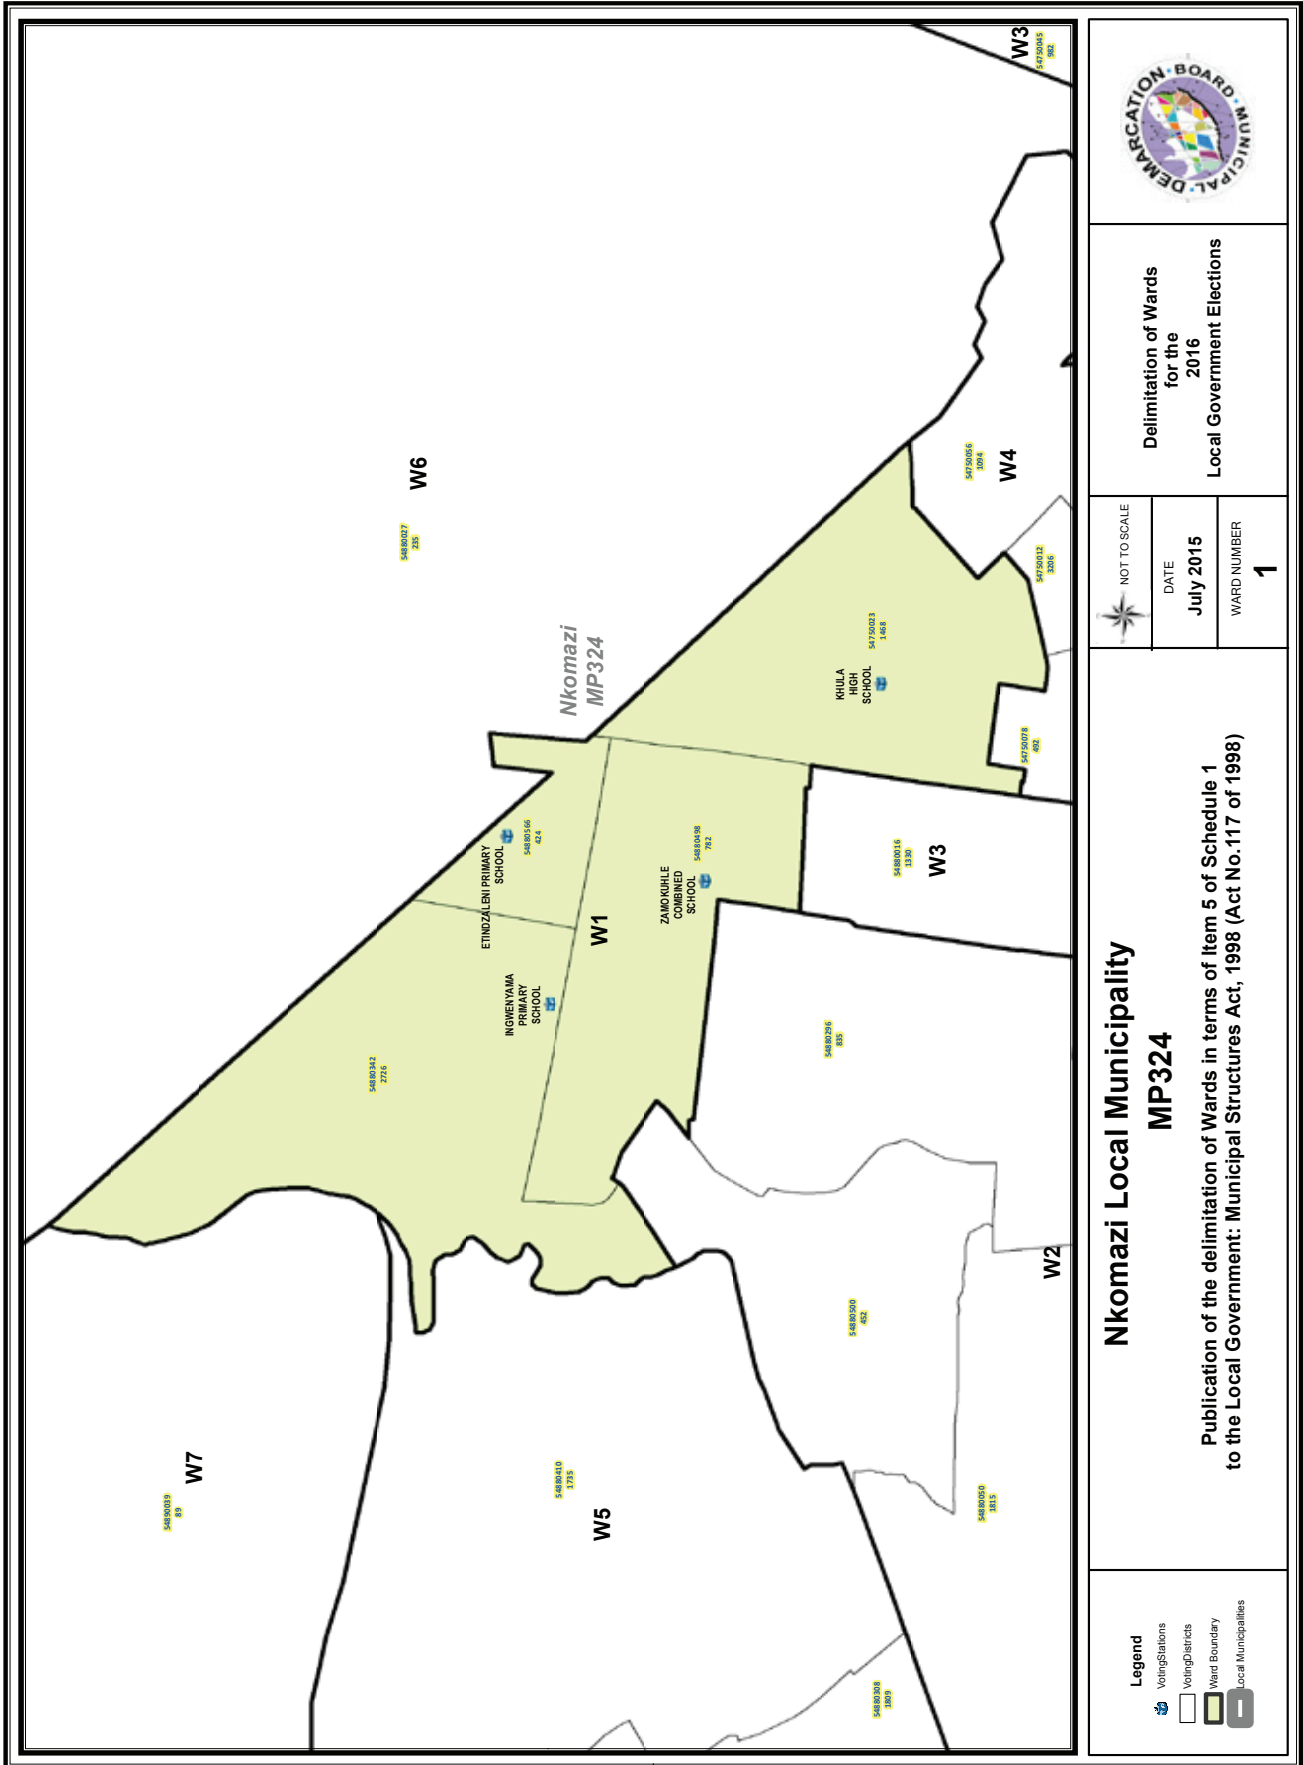 W3
54750045
982
W6
54880027
235
Nkomazi
MP324
54750056
1094
W4
54750012
3206
54750023
1468
KHULA
HIGH
SCHOOL
54750078
492
ETINDZALENI PRIMARY
SCHOOL
54880566
424
54880498
782
ZAMOKUHLE
COMBINED
SCHOOL
54880016
1330
W3
W1
INGWENYAMA
PRIMARY
SCHOOL
54880342
2726
54880296
835
W2
54880500
452
W7
54890039
89
54880410
1735
W5
54880050
1815
54880308
1809
Legend
VotingStations
VotingDistricts
Ward Boundary
Local Municipalities
Nkomazi Local Municipality
MP324
Publication of the delimitation of Wards in terms of Item 5 of Schedule 1
to the Local Government: Municipal Structures Act, 1998 (Act No.117 of 1998)
NOT TO SCALE
DATE
July 2015
WARD NUMBER
1
Delimitation of Wards
for the
2016
Local Government Elections
MUNICIPAL · DEMARCATION · BOARD ·